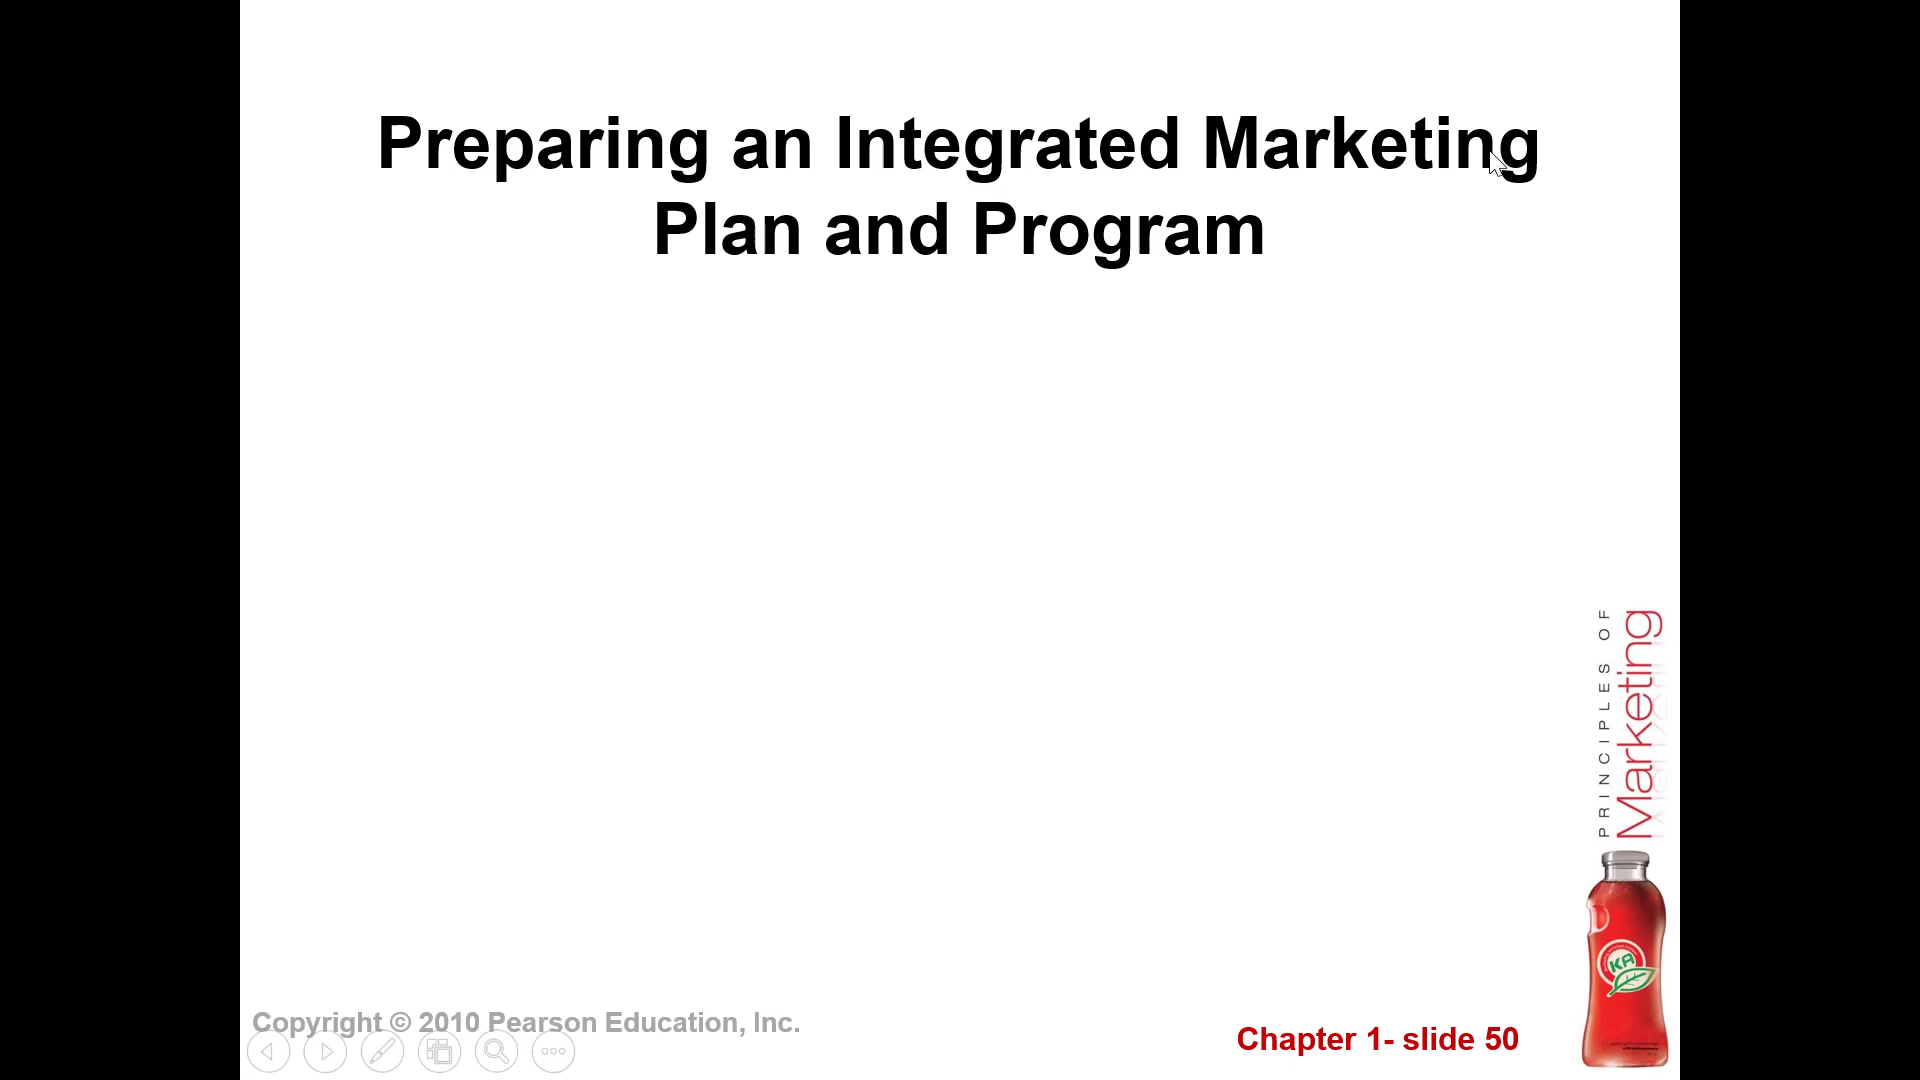 Preparing an Integrated Marketing
Plan and Program
PRINCIPLES OF
Marketing
KA
Copyright © 2010 Pearson Education, Inc.
Chapter 1- slide 50